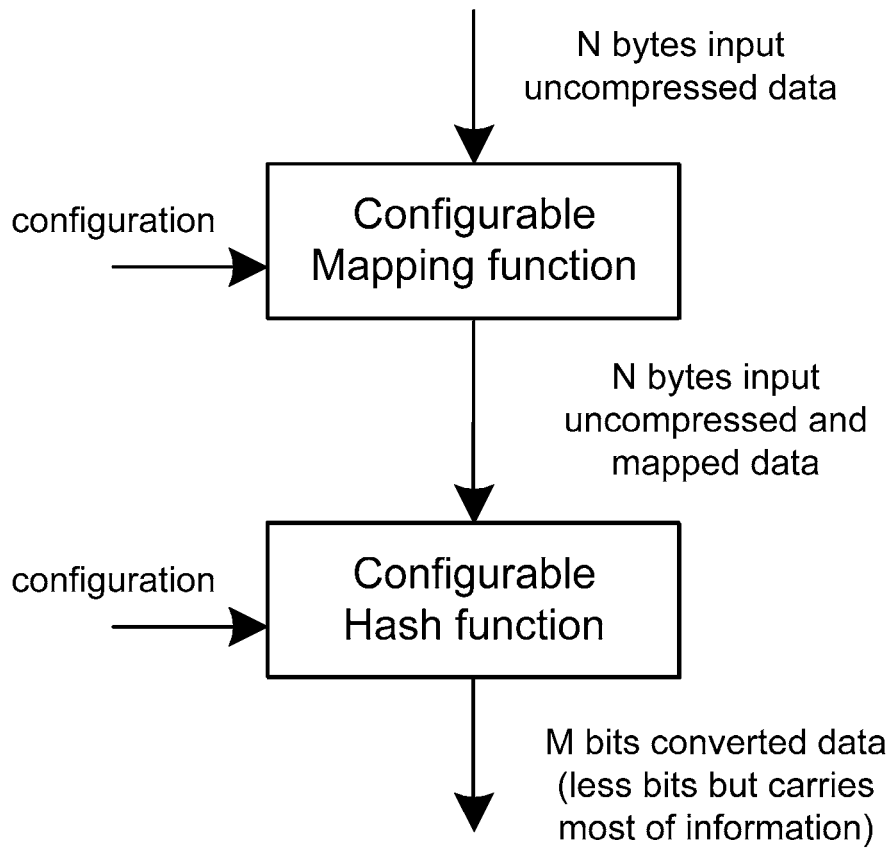 N bytes input
uncompressed data
configuration
Configurable
Mapping function
N bytes input
uncompressed and
mapped data
configuration
Configurable
Hash function
M bits converted data
(less bits but carries
most of information)